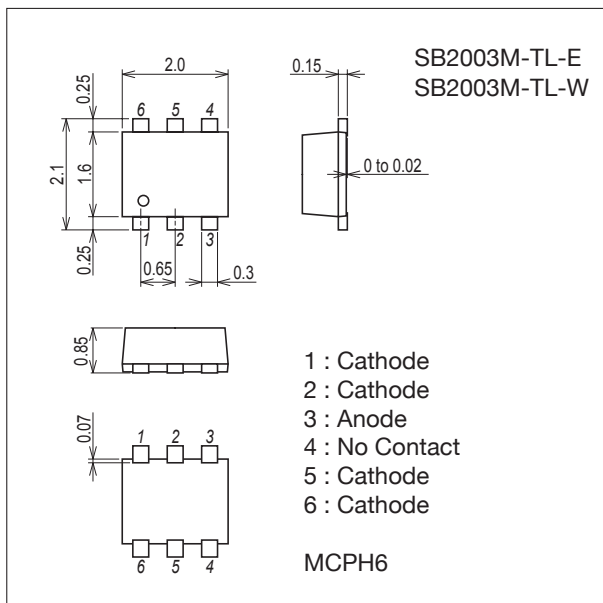 SB2003M-TL-E
SB2003M-TL-W
2.0
0.15
0.25
6 5 4
2.1
1.6
0 to 0.02
0.25
1 2 3
0.65
0.3
0.85
1 : Cathode
2 : Cathode
3 : Anode
4 : No Contact
5 : Cathode
6 : Cathode
0.07
1 2 3
6 5 4
MCPH6